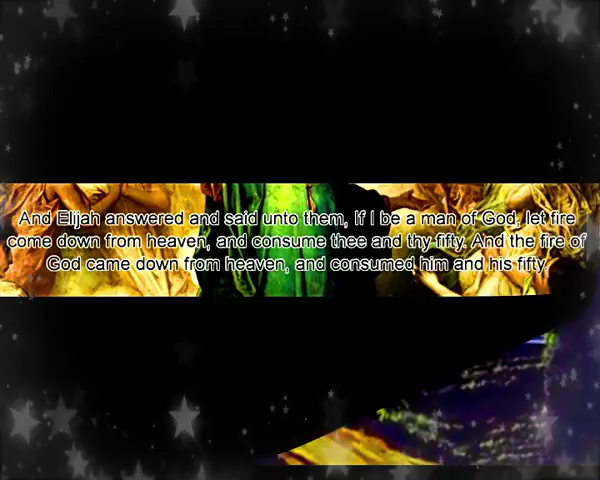 And Elijah answered and said unto them, If I be a man of God, let fire
come down from heaven, and consume thee and thy fifty. And the fire of
God came down from heaven, and consumed him and his fifty.